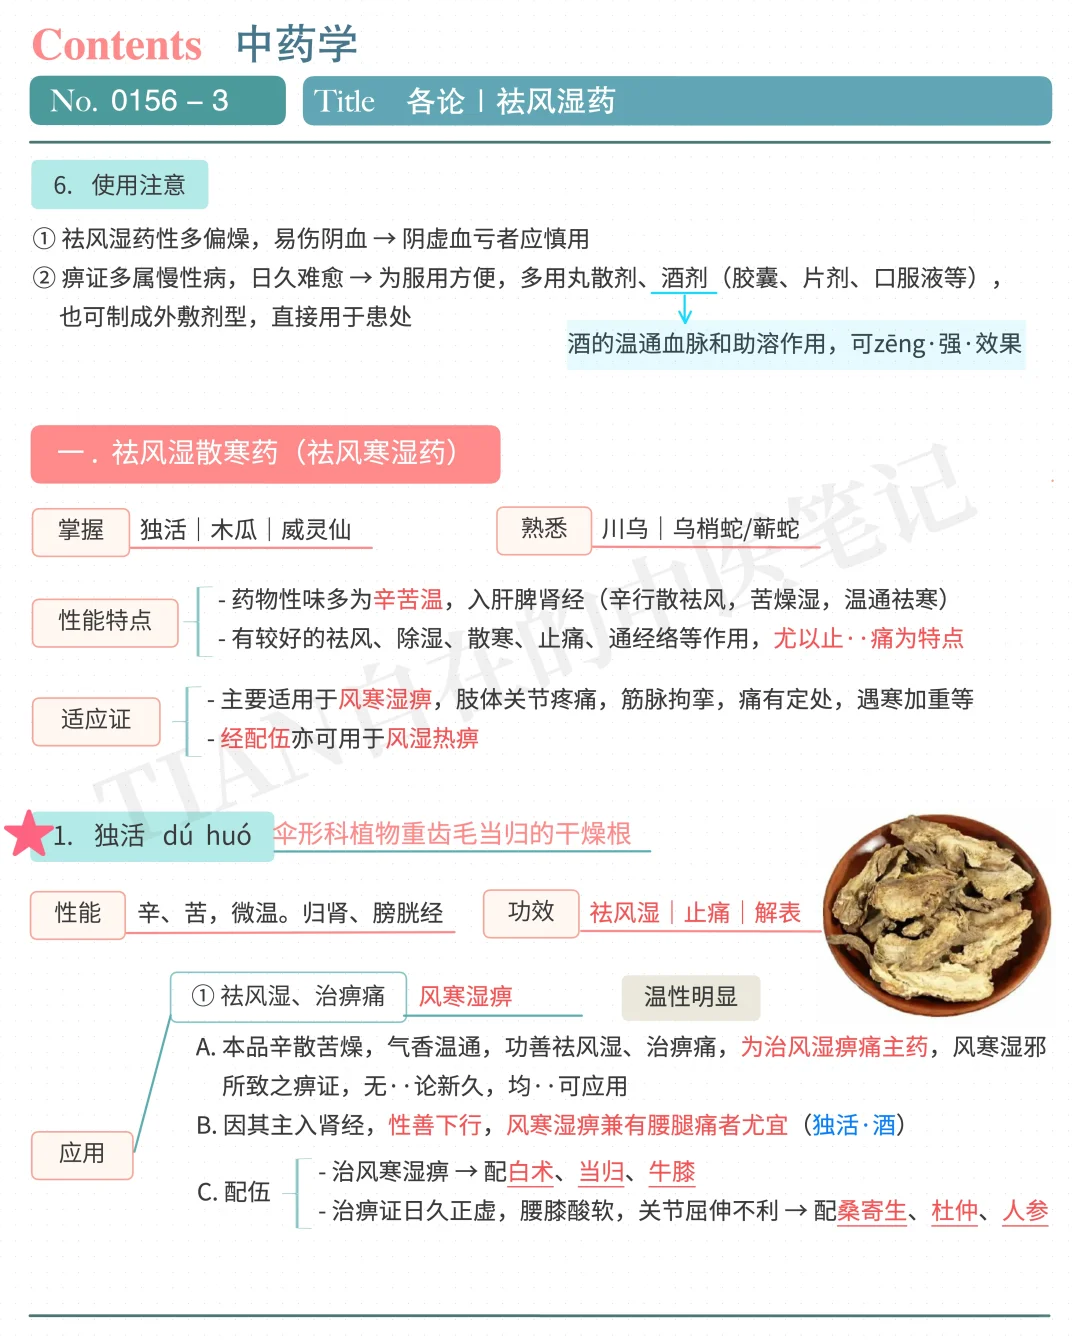 Contents 中药学
No. 0156 – 3 Title 各论 | 祛风湿药
6. 使用注意
① 祛风湿药性多偏燥，易伤阴血 → 阴虚血亏者应慎用
② 痹证多属慢性病，日久难愈 → 为服用方便，多用丸散剂、酒剂（胶囊、片剂、口服液等），
也可制成外敷剂型，直接用于患处
酒的温通血脉和助溶作用，可zēng·强·效果
一 . 祛风湿散寒药（祛风寒湿药）
掌握 独活｜木瓜｜威灵仙
熟悉 川乌｜乌梢蛇/蕲蛇
性能特点
- 药物性味多为辛苦温，入肝脾肾经（辛行散祛风，苦燥湿，温通祛寒）
- 有较好的祛风、除湿、散寒、止痛、通经络等作用，尤以止··痛为特点
适应证
- 主要适用于风寒湿痹，肢体关节疼痛，筋脉拘挛，痛有定处，遇寒加重等
- 经配伍亦可用于风湿热痹
1. 独活 dú huó 伞形科植物重齿毛当归的干燥根
性能 辛、苦，微温。归肾、膀胱经
功效 祛风湿｜止痛｜解表
应用
① 祛风湿、治痹痛 风寒湿痹 温性明显
A. 本品辛散苦燥，气香温通，功善祛风湿、治痹痛，为治风湿痹痛主药，风寒湿邪
所致之痹证，无··论新久，均··可应用
B. 因其主入肾经，性善下行，风寒湿痹兼有腰腿痛者尤宜（独活·酒）
C. 配伍
- 治风寒湿痹 → 配白术、当归、牛膝
- 治痹证日久正虚，腰膝酸软，关节屈伸不利 → 配桑寄生、杜仲、人参
TIAN自在的中医笔记